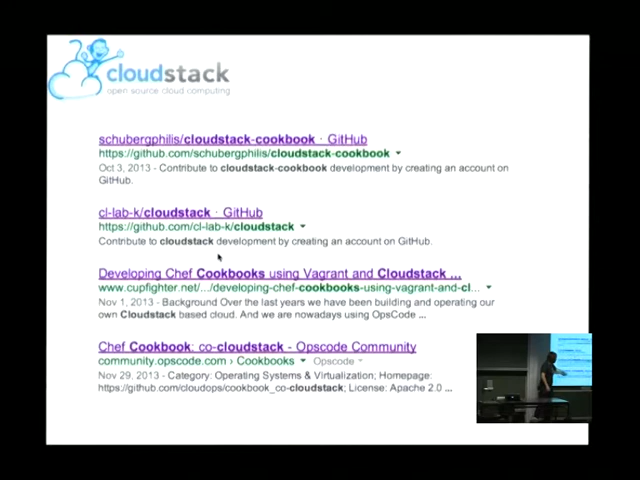 cloudstack
open source cloud computing
schubergphilis/cloudstack-cookbook · GitHub
https://github.com/schubergphilis/cloudstack-cookbook
Oct 3, 2013 - Contribute to cloudstack-cookbook development by creating an account on
GitHub.
cl-lab-k/cloudstack · GitHub
https://github.com/cl-lab-k/cloudstack
Contribute to cloudstack development by creating an account on GitHub.
Developing Chef Cookbooks using Vagrant and Cloudstack ...
www.cupfighter.net/.../developing-chef-cookbooks-using-vagrant-and-cl...
Nov 1, 2013 - Background Over the last years we have been building and operating our
own Cloudstack based cloud. And we are nowadays using OpsCode ...
Chef Cookbook: co-cloudstack - Opscode Community
community.opscode.com › Cookbooks Opscode
Nov 29, 2013 - Category: Operating Systems & Virtualization; Homepage:
https://github.com/cloudops/cookbook_co-cloudstack; License: Apache 2.0 ...